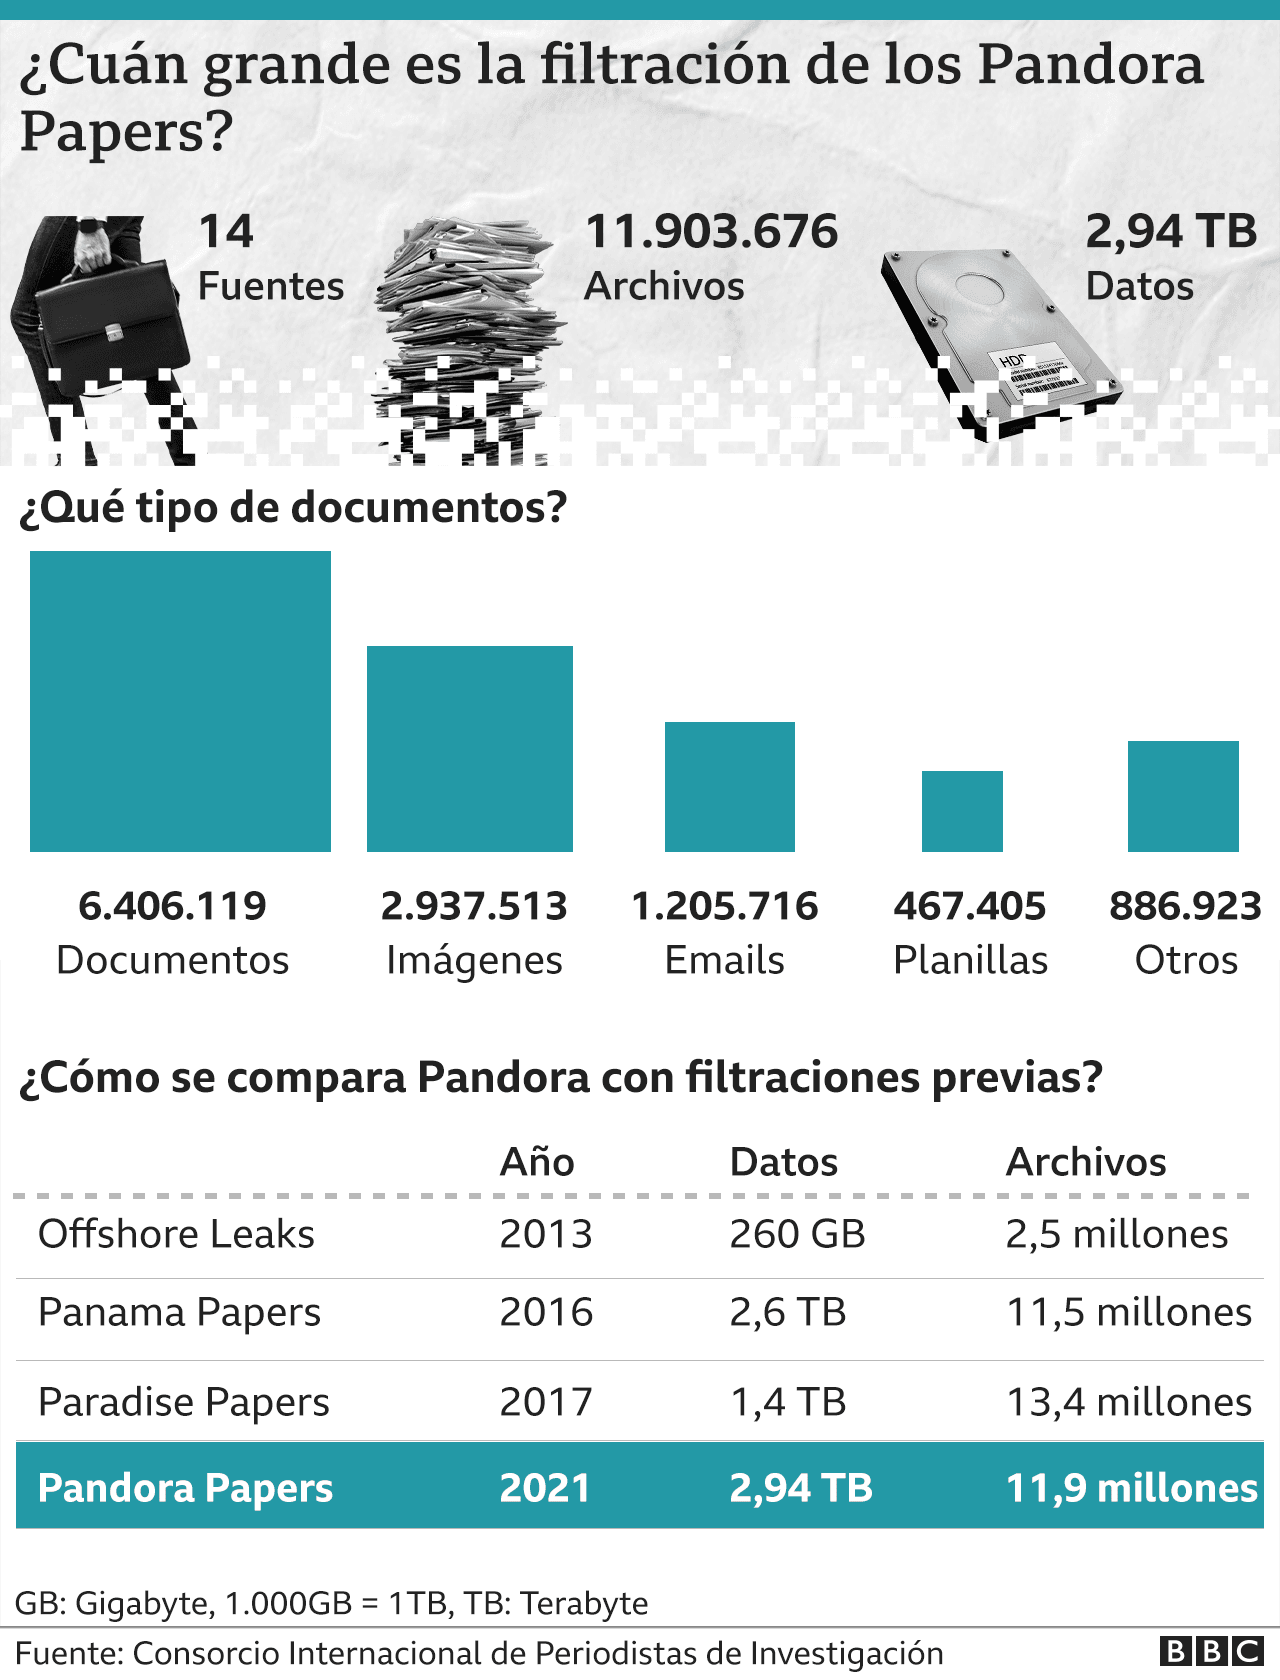 ¿Cuán grande es la filtración de los Pandora
Papers?
14
Fuentes
11.903.676
Archivos
2,94 TB
Datos
HDD
¿Qué tipo de documentos?
6.406.119 2.937.513 1.205.716 467.405 886.923
Documentos Imágenes Emails Planillas Otros
¿Cómo se compara Pandora con filtraciones previas?
Año Datos Archivos
Offshore Leaks 2013 260 GB 2,5 millones
Panama Papers 2016 2,6 TB 11,5 millones
Paradise Papers 2017 1,4 TB 13,4 millones
Pandora Papers 2021 2,94 TB 11,9 millones
GB: Gigabyte, 1.000GB = 1TB, TB: Terabyte
Fuente: Consorcio Internacional de Periodistas de Investigación
BBC